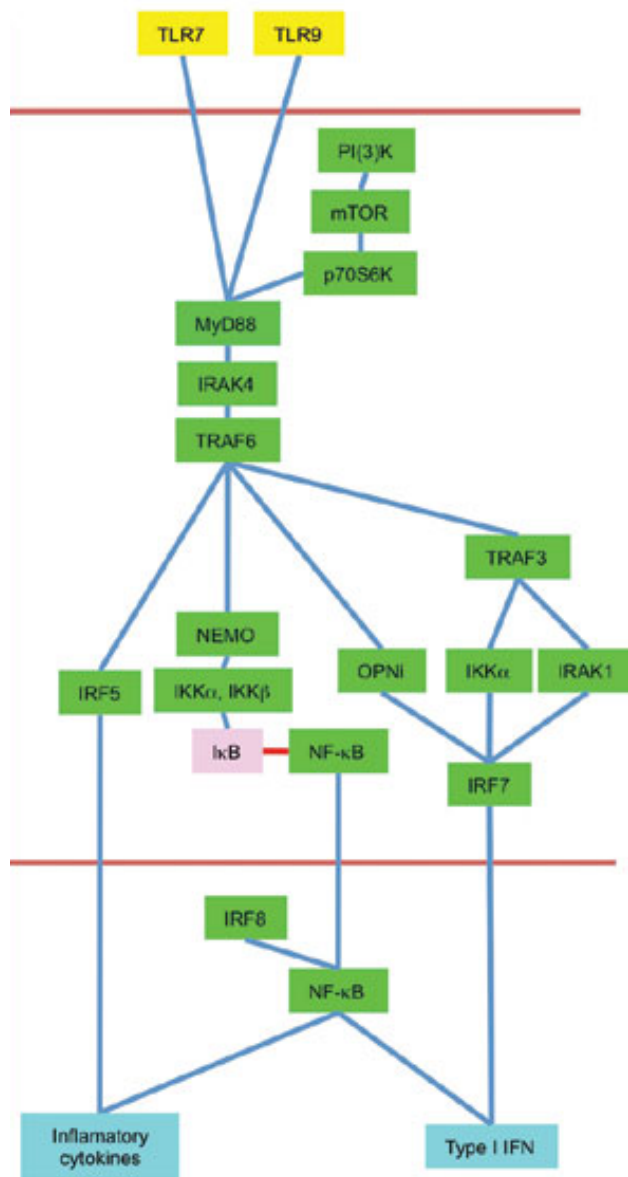 TLR7
TLR9
PI(3)K
mTOR
p70S6K
MyD88
IRAK4
TRAF6
TRAF3
NEMO
OPNi
IKKα
IRAK1
IRF5
IKKα, IKKβ
IκB
NF-κB
IRF7
IRF8
NF-κB
Inflamatory
cytokines
Type I IFN